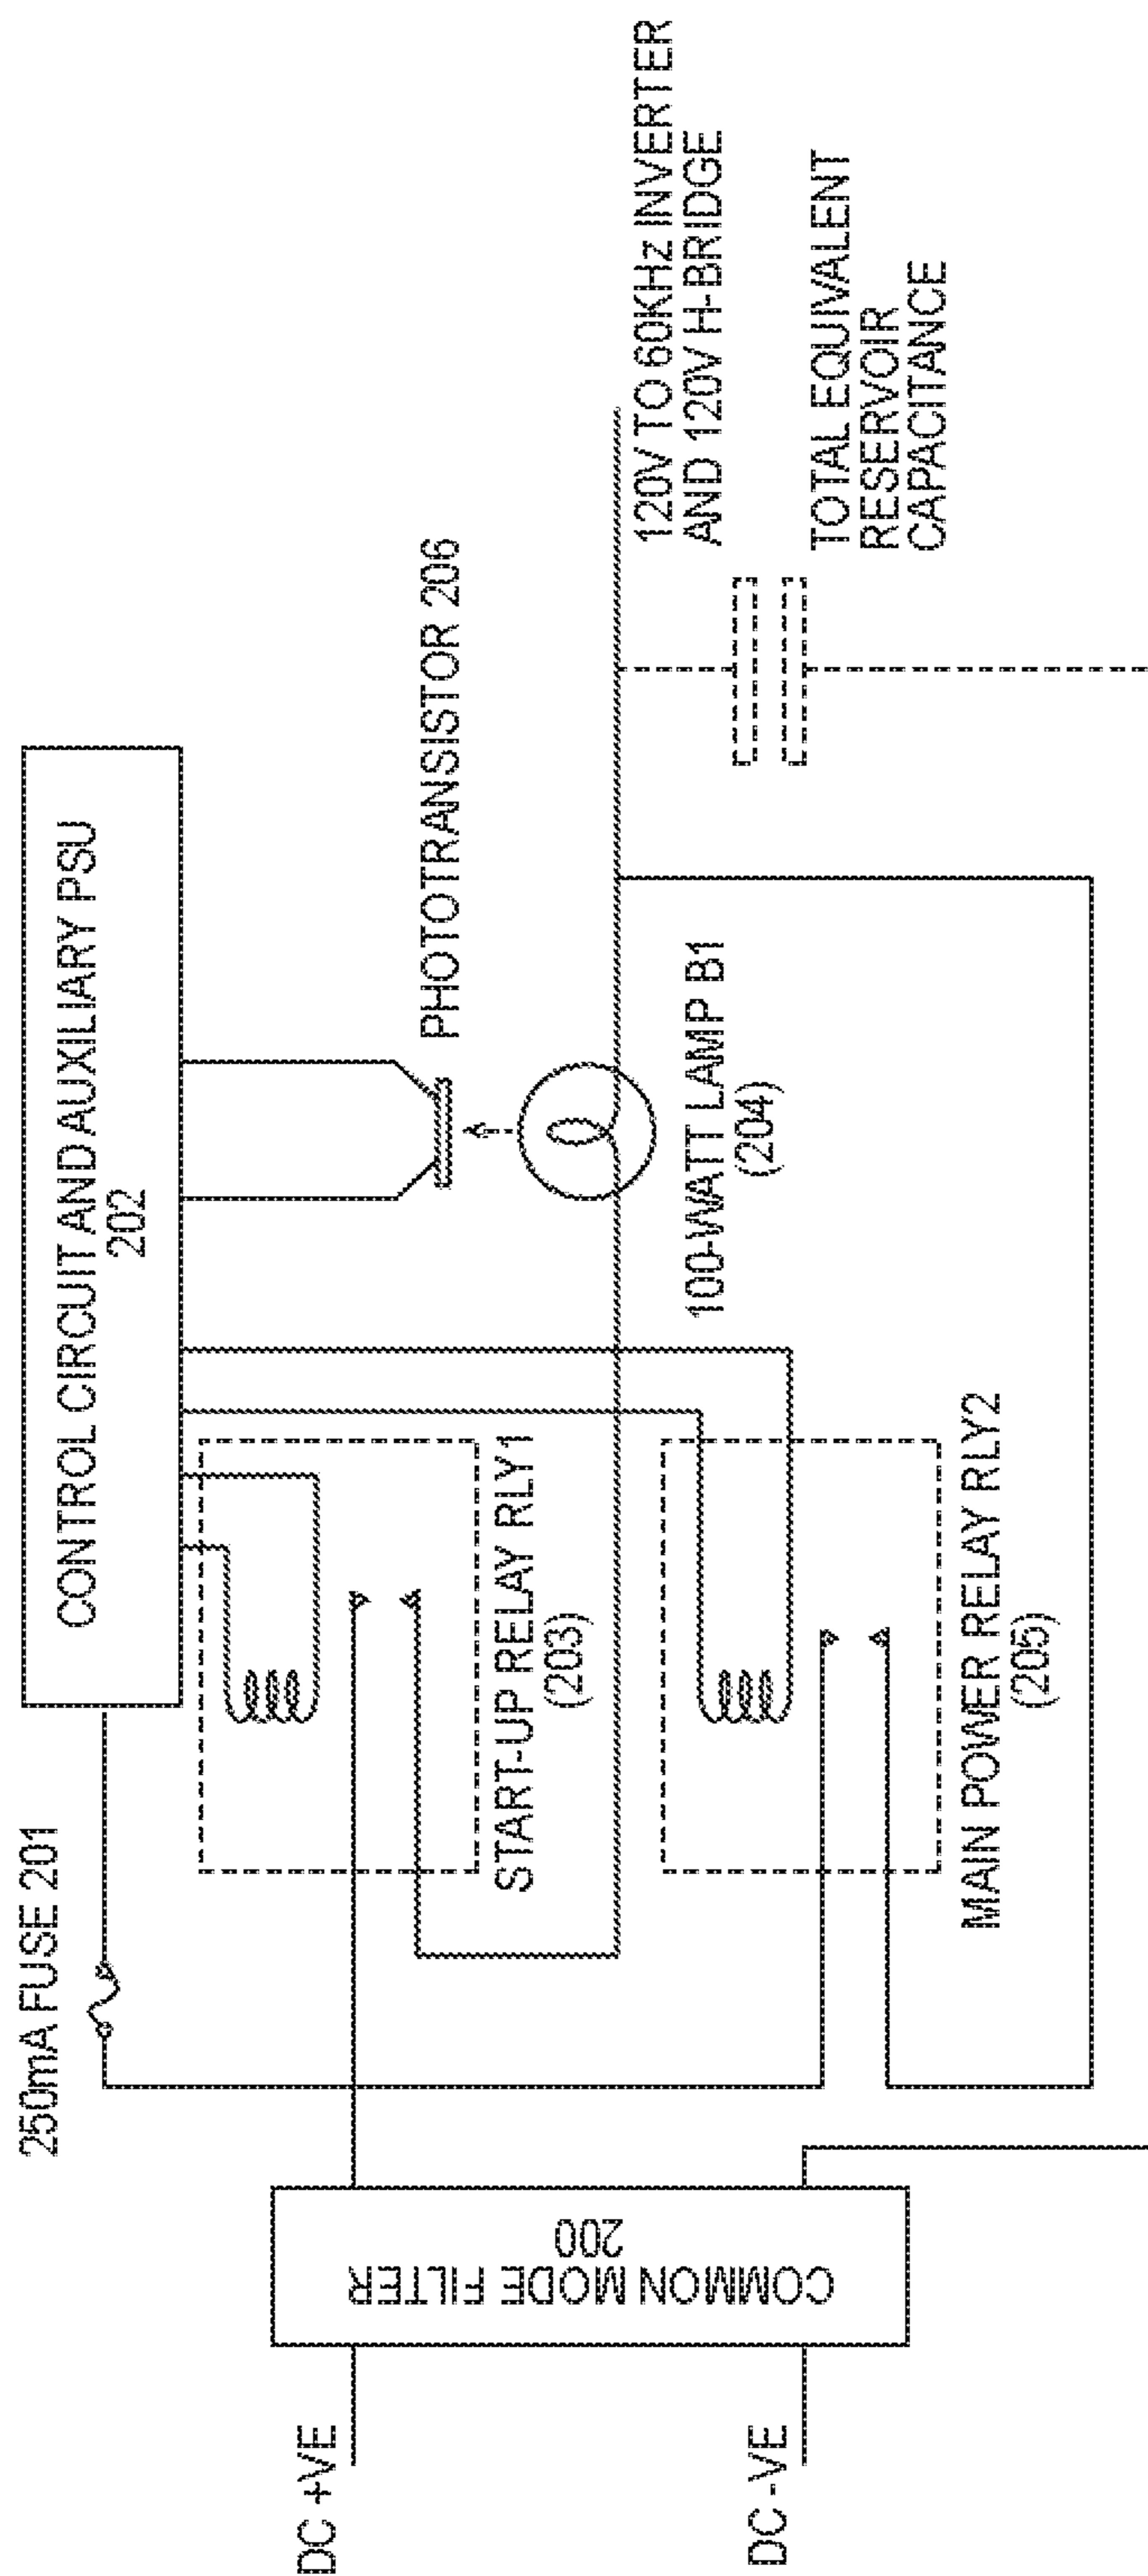 250mA FUSE 201
CONTROL CIRCUIT AND AUXILIARY PSU
202
DC +VE
DC -VE
COMMON MODE FILTER
200
START-UP RELAY RLY1
(203)
MAIN POWER RELAY RLY2
(205)
PHOTOTRANSISTOR 206
100-WATT LAMP B1
(204)
120V TO 60KHz INVERTER
AND 120V H-BRIDGE
TOTAL EQUIVALENT
RESERVOIR
CAPACITANCE